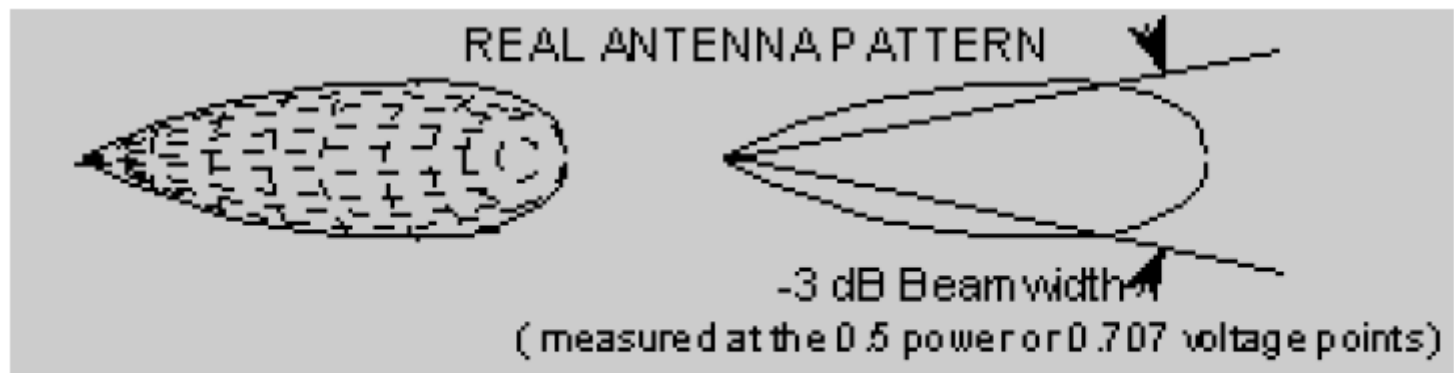 REAL ANTENNA PATTERN
-3 dB Beamwidth
( measured at the 0.5 power or 0.707 voltage points)